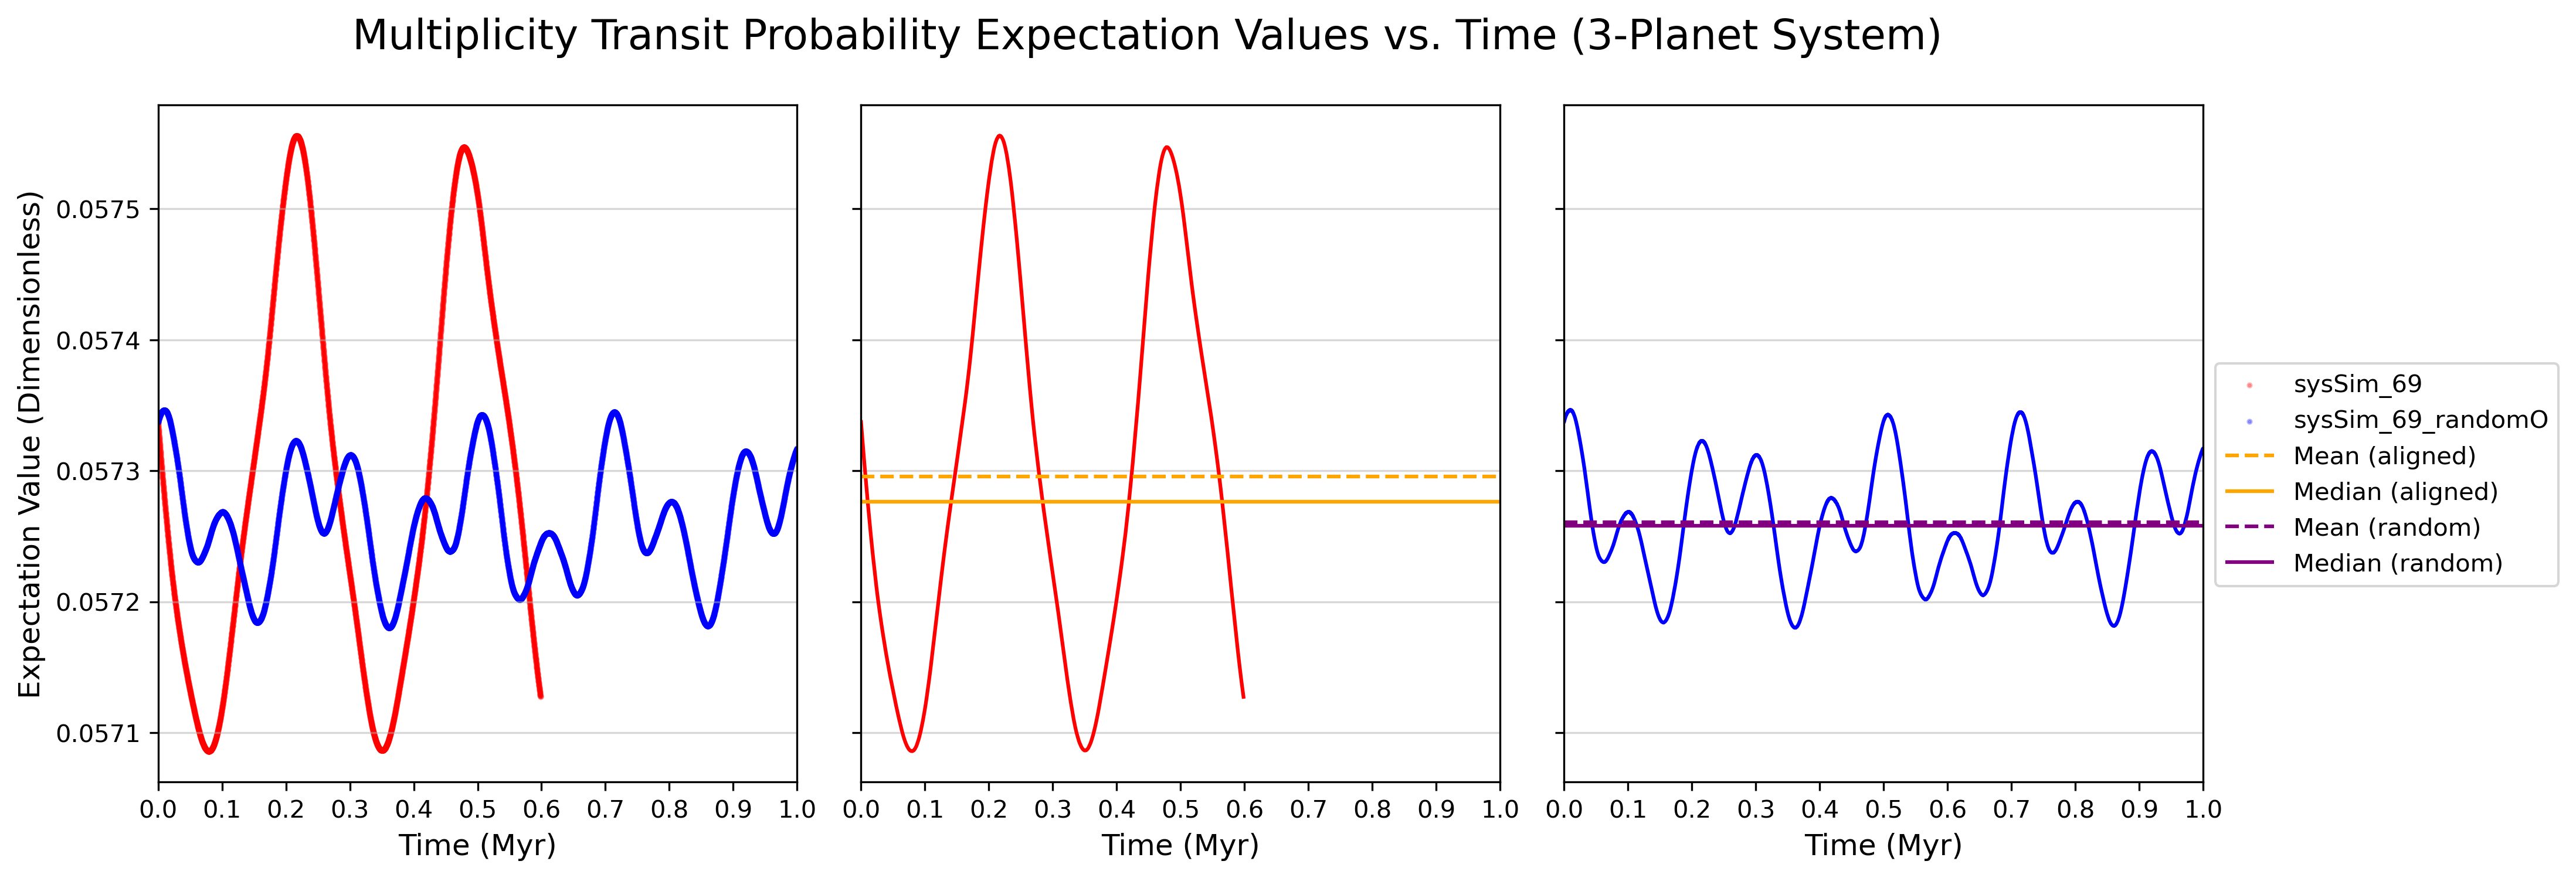 Multiplicity Transit Probability Expectation Values vs. Time (3-Planet System)
Expectation Value (Dimensionless)
0.0575
0.0574
0.0573
0.0572
0.0571
0.0 0.1 0.2 0.3 0.4 0.5 0.6 0.7 0.8 0.9 1.0
Time (Myr)
0.0 0.1 0.2 0.3 0.4 0.5 0.6 0.7 0.8 0.9 1.0
Time (Myr)
0.0 0.1 0.2 0.3 0.4 0.5 0.6 0.7 0.8 0.9 1.0
Time (Myr)
sysSim_69
sysSim_69_randomO
Mean (aligned)
Median (aligned)
Mean (random)
Median (random)